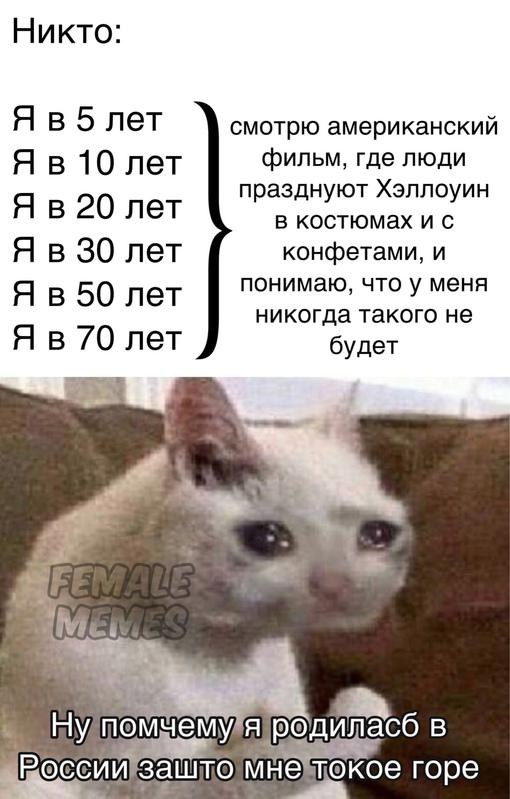 Никто:
Я в 5 лет
Я в 10 лет
Я в 20 лет
Я в 30 лет
Я в 50 лет
Я в 70 лет
смотрю американский
фильм, где люди
празднуют Хэллоуин
в костюмах и с
конфетами, и
понимаю, что у меня
никогда такого не
будет
FEMALE
MEMES
Ну помчему я родиласб в
России зашто мне токое горе